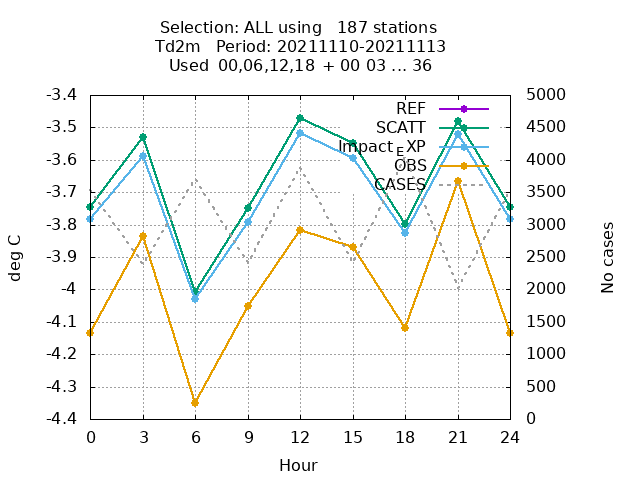 Selection: ALL using   187 stations
Td2m   Period: 20211110-20211113
Used  00,06,12,18 + 00 03 ... 36
-3.4
-3.5
-3.6
-3.7
-3.8
-3.9
-4
-4.1
-4.2
-4.3
-4.4
deg C
REF
SCATT
Impact_EXP
OBS
CASES
5000
4500
4000
3500
3000
2500
2000
1500
1000
500
0
No cases
0 3 6 9 12 15 18 21 24
Hour